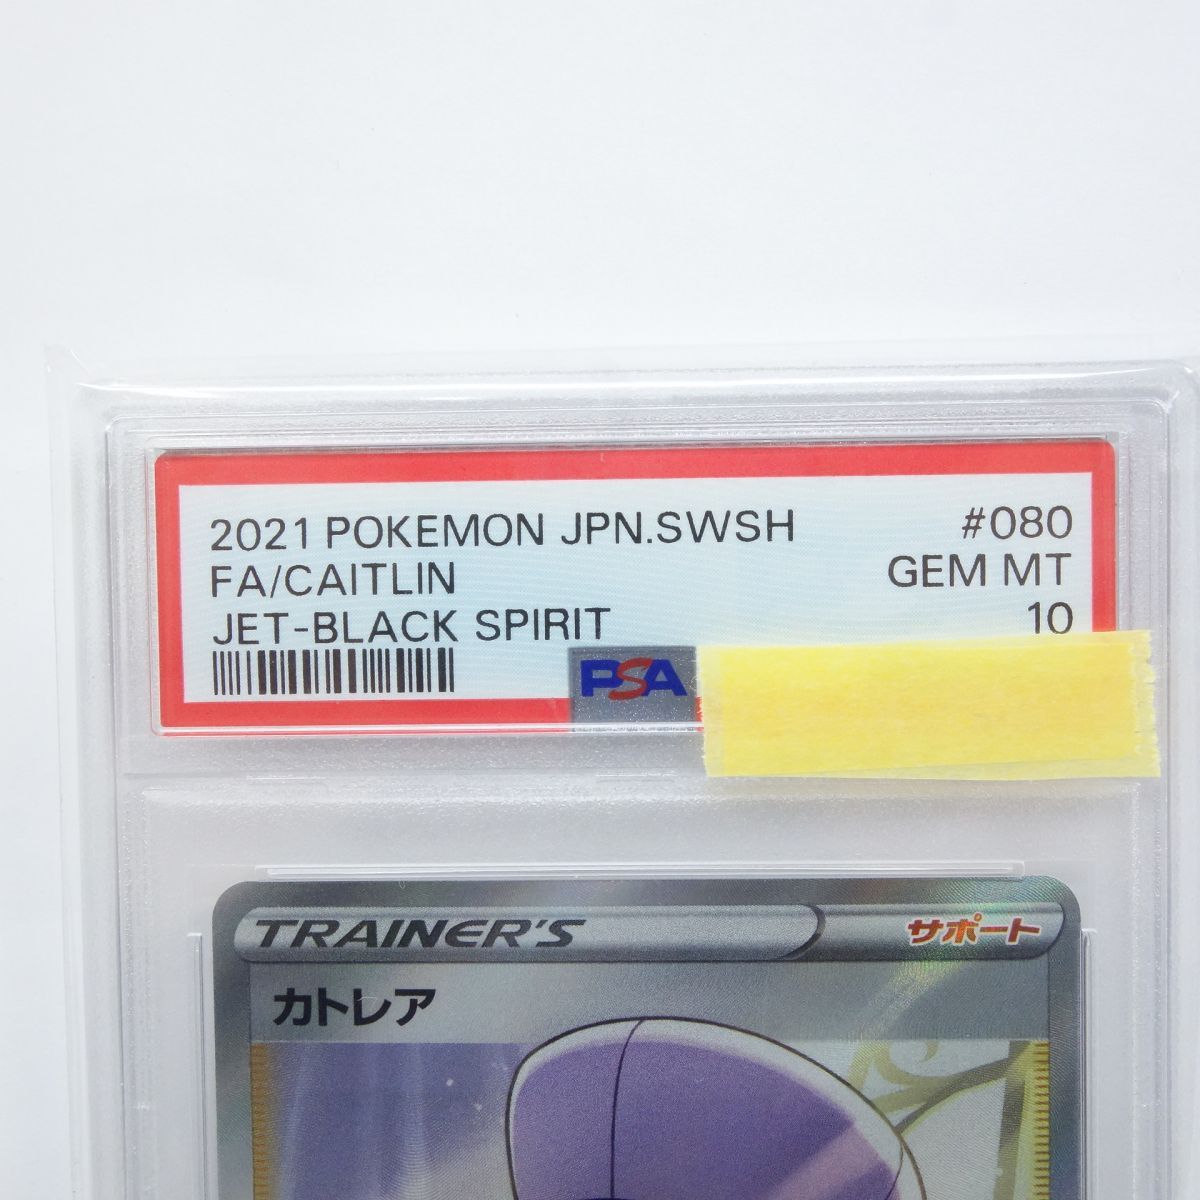 2021 POKEMON JPN.SWSH #080
FA/CAITLIN GEM MT
JET-BLACK SPIRIT 10
PSA
TRAINER'S サポート
カトレア